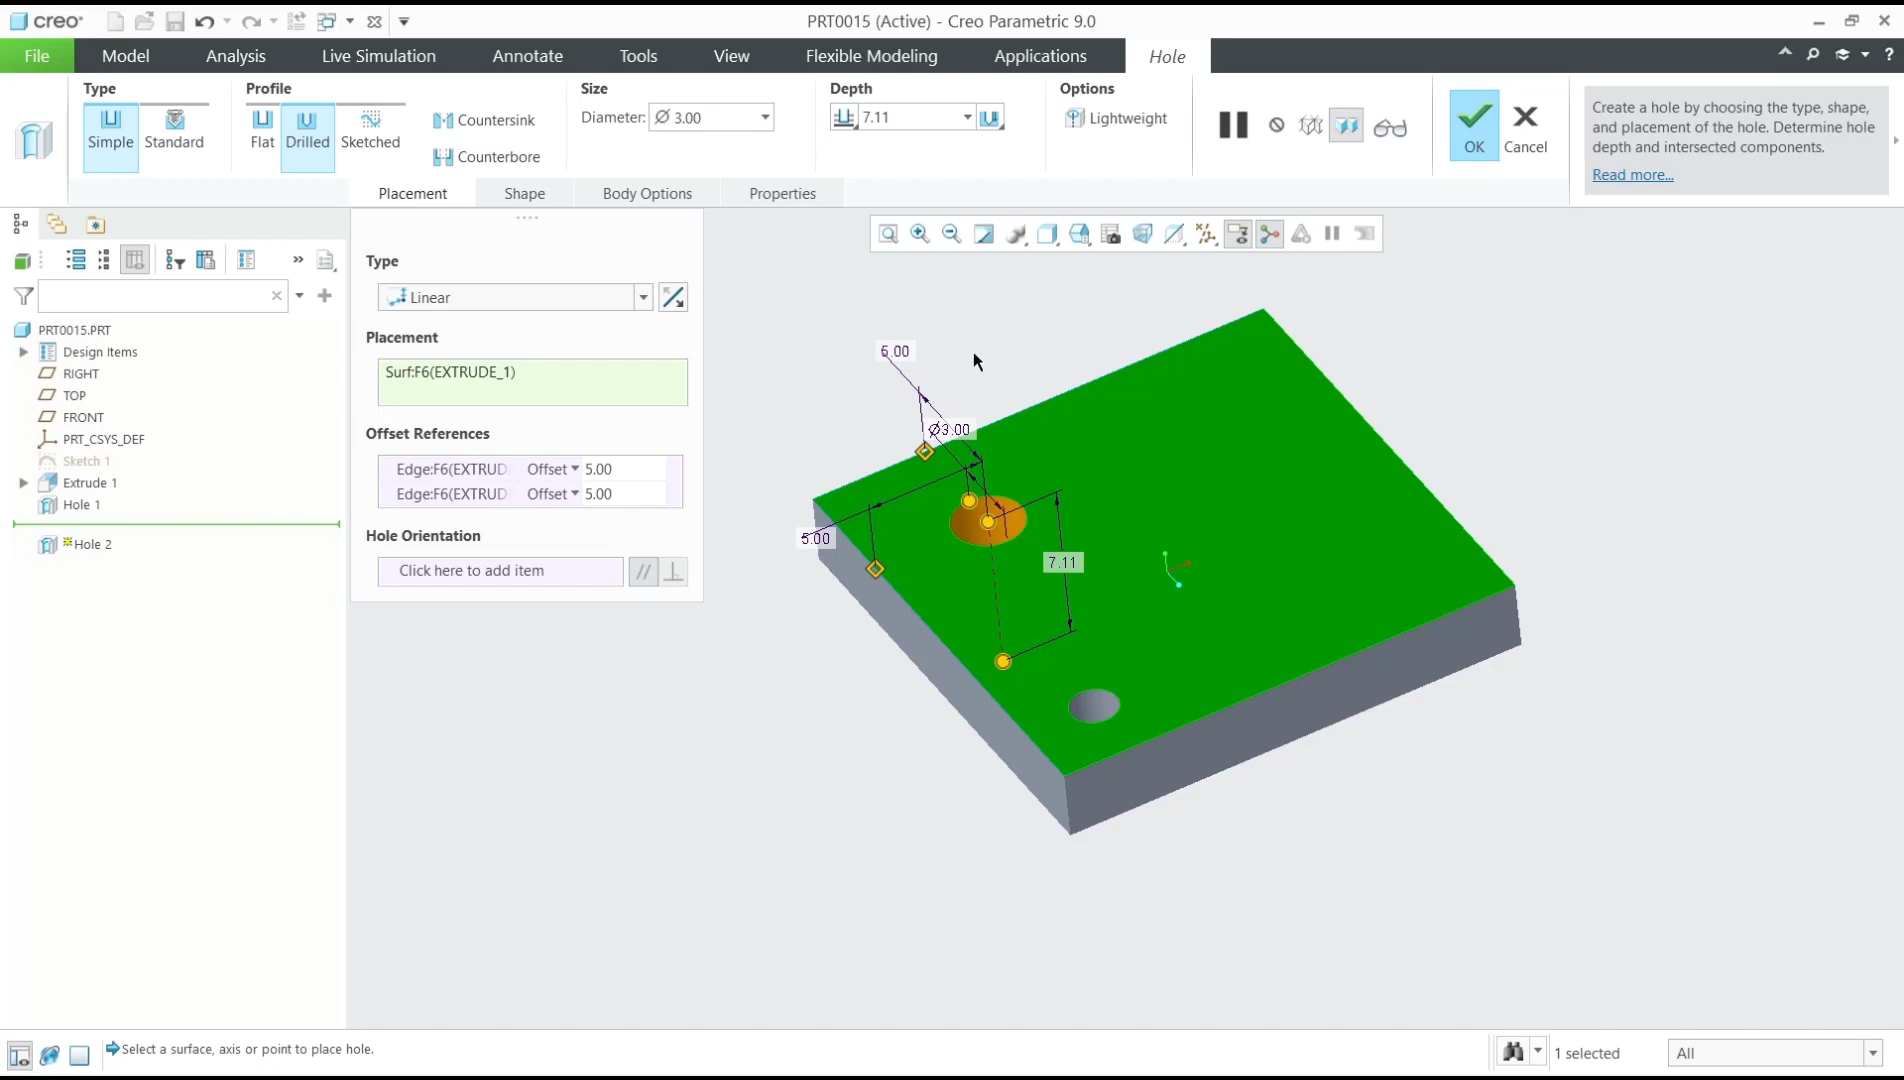 creo®
PRT0015 (Active) - Creo Parametric 9.0
File
Model
Analysis
Live Simulation
Annotate
Tools
View
Flexible Modeling
Applications
Hole
Type
Simple
Standard
Profile
Flat
Drilled
Sketched
Countersink
Counterbore
Size
Diameter:
Ø 3.00
Depth
7.11
Options
Lightweight
OK
Cancel
Create a hole by choosing the type, shape,
and placement of the hole. Determine hole
depth and intersected components.
Read more...
Placement
Shape
Body Options
Properties
PRT0015.PRT
Design Items
RIGHT
TOP
FRONT
PRT_CSYS_DEF
Sketch 1
Extrude 1
Hole 1
Hole 2
Type
Linear
Placement
Surf:F6(EXTRUDE_1)
Offset References
Edge:F6(EXTRUD Offset 5.00
Edge:F6(EXTRUD Offset 5.00
Hole Orientation
Click here to add item
5.00
Ø3.00
5.00
7.11
Select a surface, axis or point to place hole.
1 selected
All